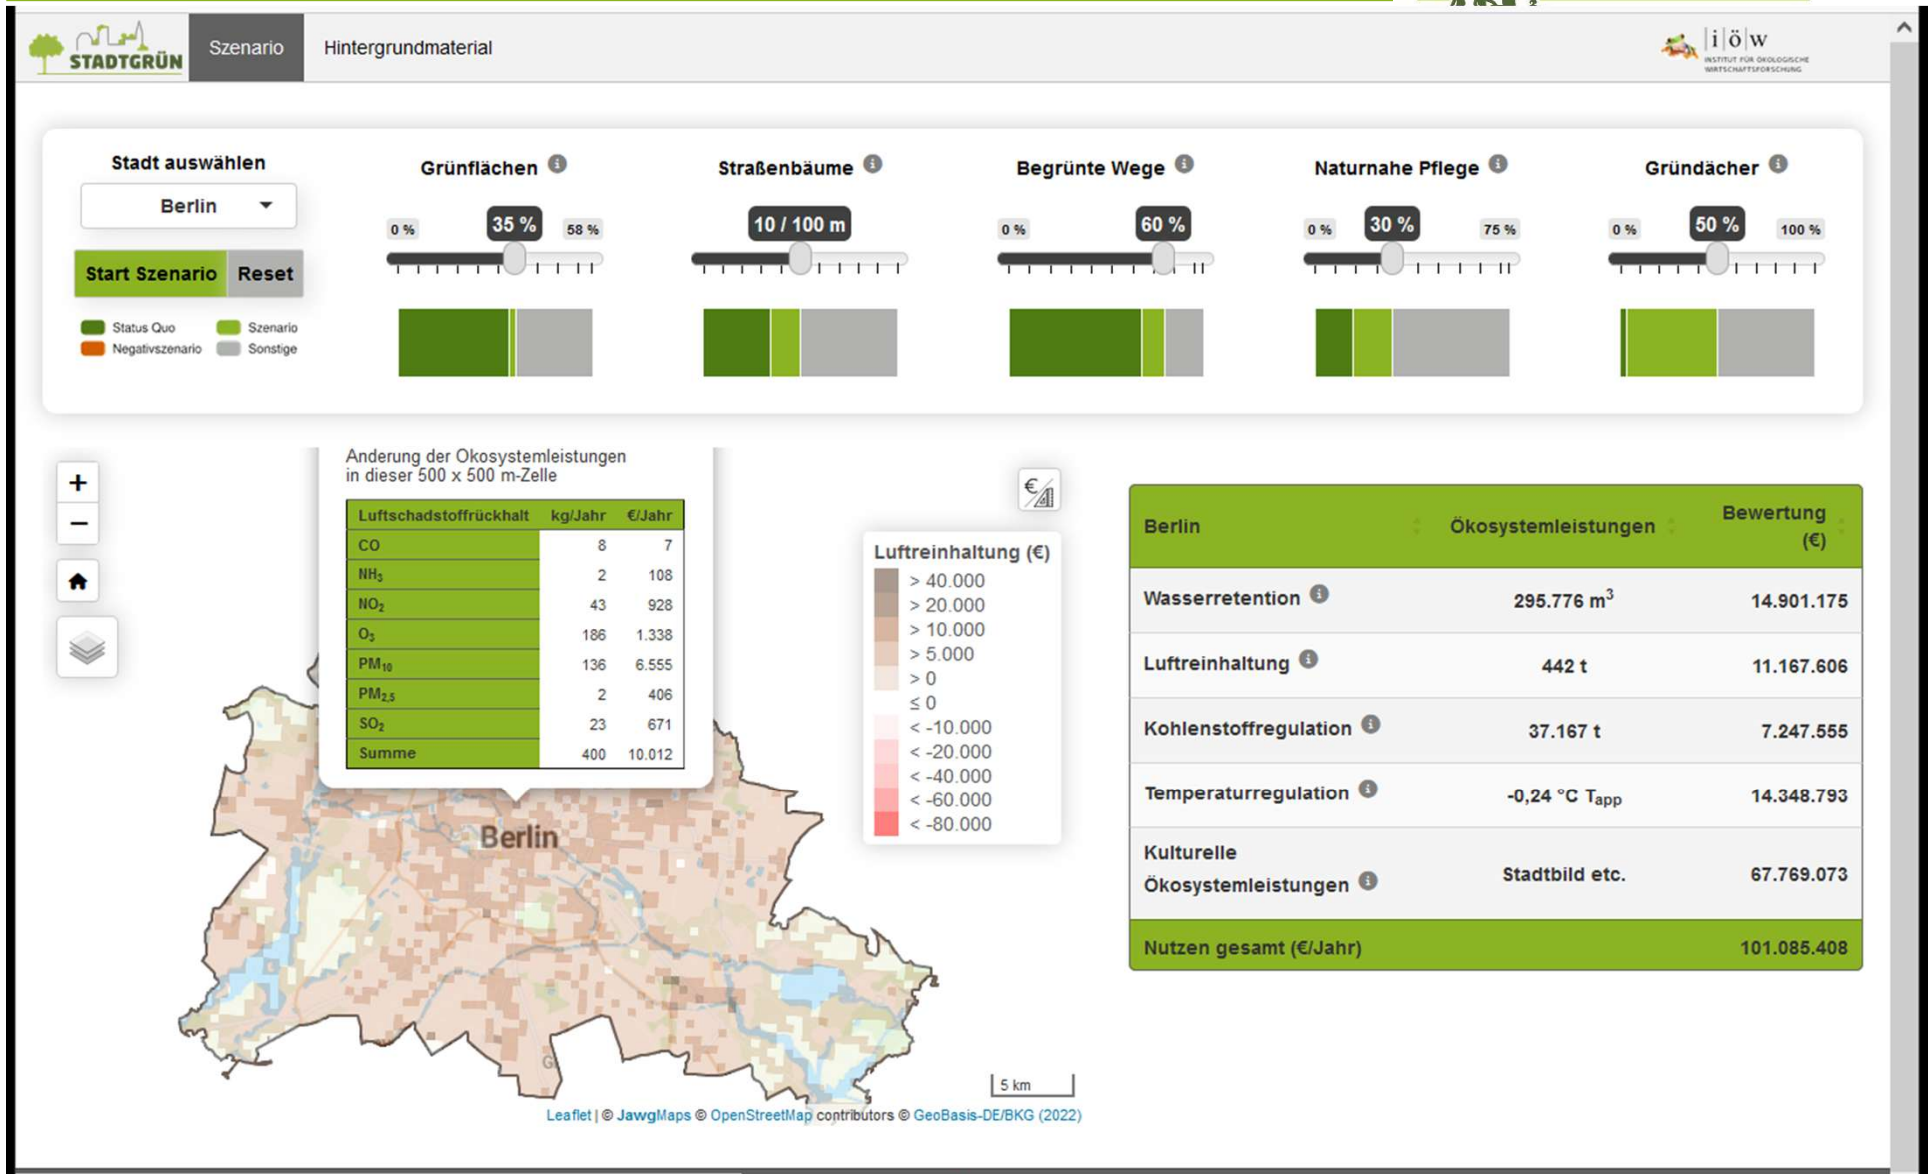 STADTGRÜN
Szenario
Hintergrundmaterial
|i|ö|w
INSTITUT FÜR ÖKOLOGISCHE
WIRTSCHAFTSFORSCHUNG
Stadt auswählen
Berlin
Start Szenario Reset
Status Quo Szenario
Negativszenario Sonstige
Grünflächen
0 % 35 % 58 %
Straßenbäume
10 / 100 m
Begrünte Wege
0 % 60 %
Naturnahe Pflege
0 % 30 % 75 %
Gründächer
0 % 50 % 100 %
+
−
Änderung der Ökosystemleistungen
in dieser 500 x 500 m-Zelle
Luftschadstoffrückhalt kg/Jahr €/Jahr
CO 8 7
NH₃ 2 108
NO₂ 43 928
O₃ 186 1.338
PM₁₀ 136 6.555
PM₂.₅ 2 406
SO₂ 23 671
Summe 400 10.012
Berlin
€
Luftreinhaltung (€)
> 40.000
> 20.000
> 10.000
> 5.000
> 0
≤ 0
< -10.000
< -20.000
< -40.000
< -60.000
< -80.000
5 km
Leaflet | © JawgMaps © OpenStreetMap contributors © GeoBasis-DE/BKG (2022)
Berlin Ökosystemleistungen Bewertung
(€)
Wasserretention 295.776 m³ 14.901.175
Luftreinhaltung 442 t 11.167.606
Kohlenstoffregulation 37.167 t 7.247.555
Temperaturregulation -0,24 °C Tapp 14.348.793
Kulturelle
Ökosystemleistungen Stadtbild etc. 67.769.073
Nutzen gesamt (€/Jahr) 101.085.408